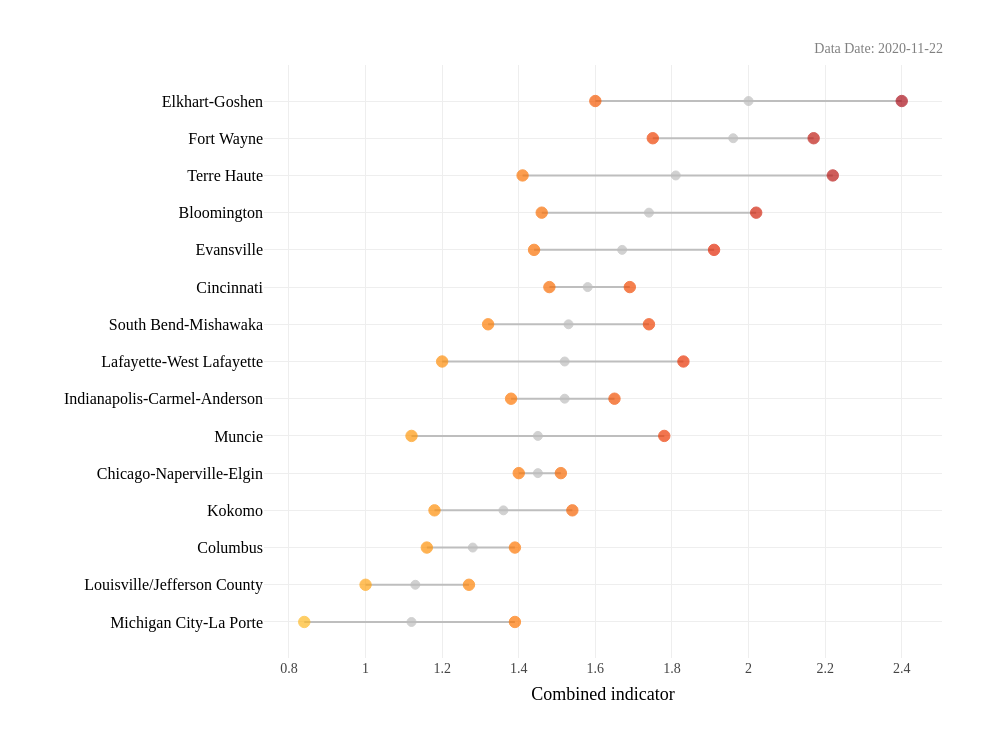 Data Date: 2020-11-22
Elkhart-Goshen
Fort Wayne
Terre Haute
Bloomington
Evansville
Cincinnati
South Bend-Mishawaka
Lafayette-West Lafayette
Indianapolis-Carmel-Anderson
Muncie
Chicago-Naperville-Elgin
Kokomo
Columbus
Louisville/Jefferson County
Michigan City-La Porte
0.8 1 1.2 1.4 1.6 1.8 2 2.2 2.4
Combined indicator